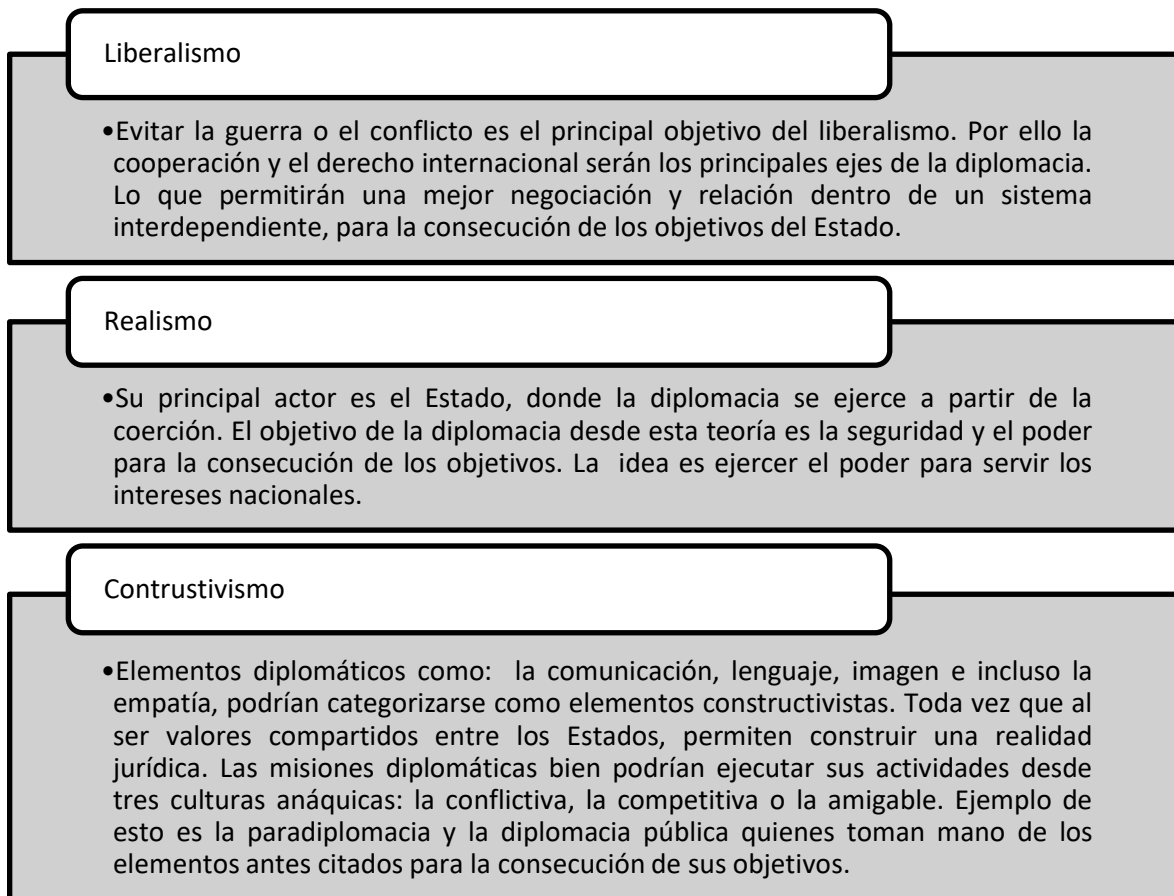 Liberalismo
•Evitar la guerra o el conflicto es el principal objetivo del liberalismo. Por ello la
cooperación y el derecho internacional serán los principales ejes de la diplomacia.
Lo que permitirán una mejor negociación y relación dentro de un sistema
interdependiente, para la consecución de los objetivos del Estado.
Realismo
•Su principal actor es el Estado, donde la diplomacia se ejerce a partir de la
coerción. El objetivo de la diplomacia desde esta teoría es la seguridad y el poder
para la consecución de los objetivos. La idea es ejercer el poder para servir los
intereses nacionales.
Contrustivismo
•Elementos diplomáticos como: la comunicación, lenguaje, imagen e incluso la
empatía, podrían categorizarse como elementos constructivistas. Toda vez que al
ser valores compartidos entre los Estados, permiten construir una realidad
jurídica. Las misiones diplomáticas bien podrían ejecutar sus actividades desde
tres culturas anáquicas: la conflictiva, la competitiva o la amigable. Ejemplo de
esto es la paradiplomacia y la diplomacia pública quienes toman mano de los
elementos antes citados para la consecución de sus objetivos.